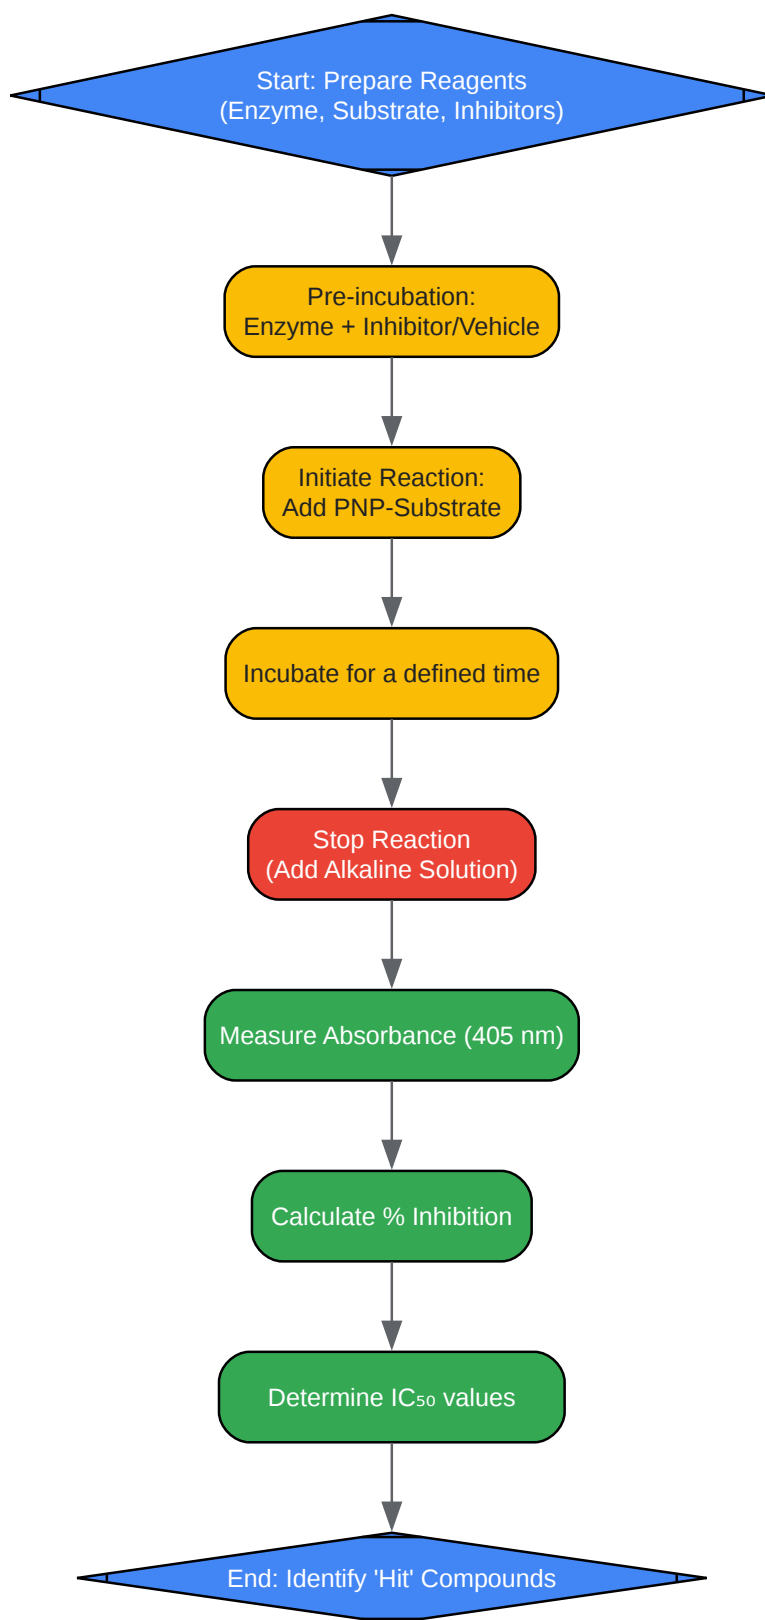 Start: Prepare Reagents
(Enzyme, Substrate, Inhibitors)
Pre-incubation:
Enzyme + Inhibitor/Vehicle
Initiate Reaction:
Add PNP-Substrate
Incubate for a defined time
Stop Reaction
(Add Alkaline Solution)
Measure Absorbance (405 nm)
Calculate % Inhibition
Determine IC₅₀ values
End: Identify 'Hit' Compounds